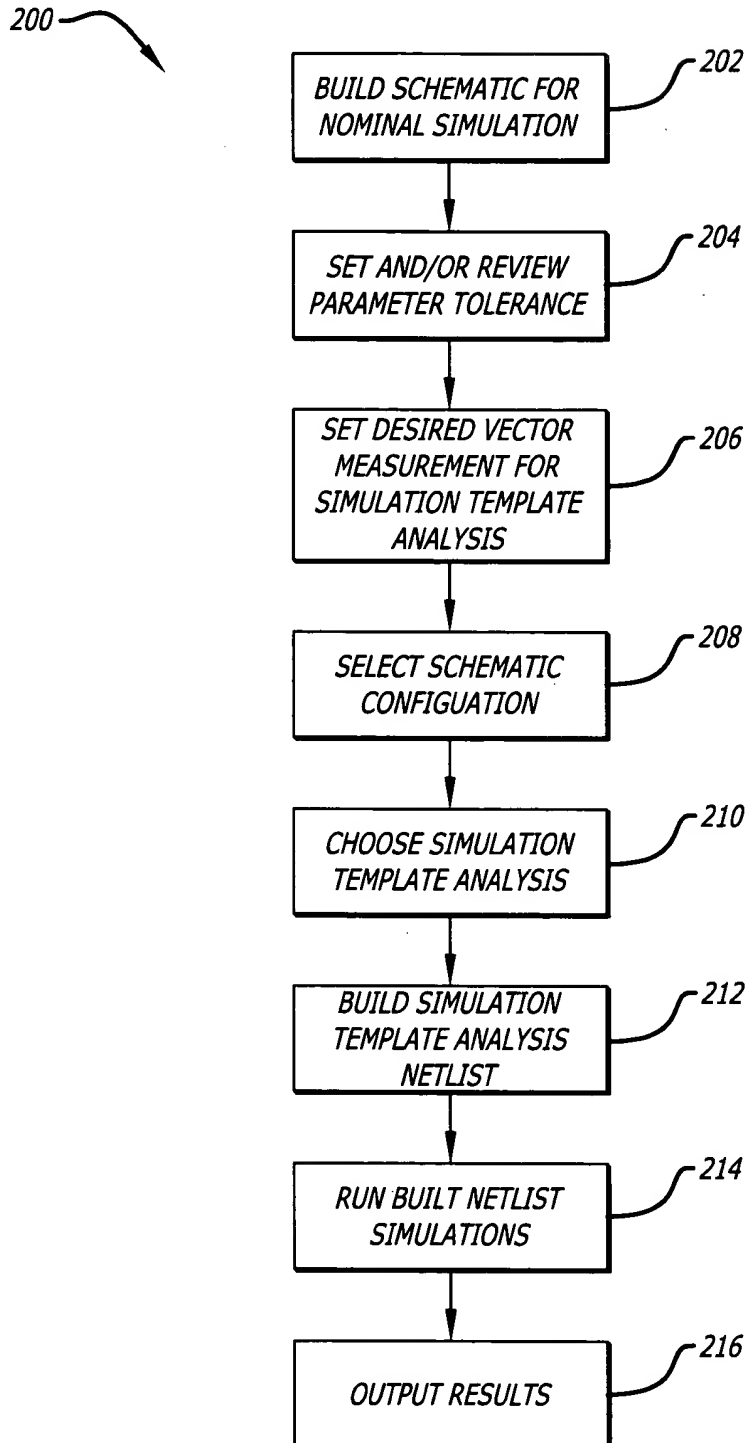 200
BUILD SCHEMATIC FOR
NOMINAL SIMULATION
202
SET AND/OR REVIEW
PARAMETER TOLERANCE
204
SET DESIRED VECTOR
MEASUREMENT FOR
SIMULATION TEMPLATE
ANALYSIS
206
SELECT SCHEMATIC
CONFIGUATION
208
CHOOSE SIMULATION
TEMPLATE ANALYSIS
210
BUILD SIMULATION
TEMPLATE ANALYSIS
NETLIST
212
RUN BUILT NETLIST
SIMULATIONS
214
OUTPUT RESULTS
216